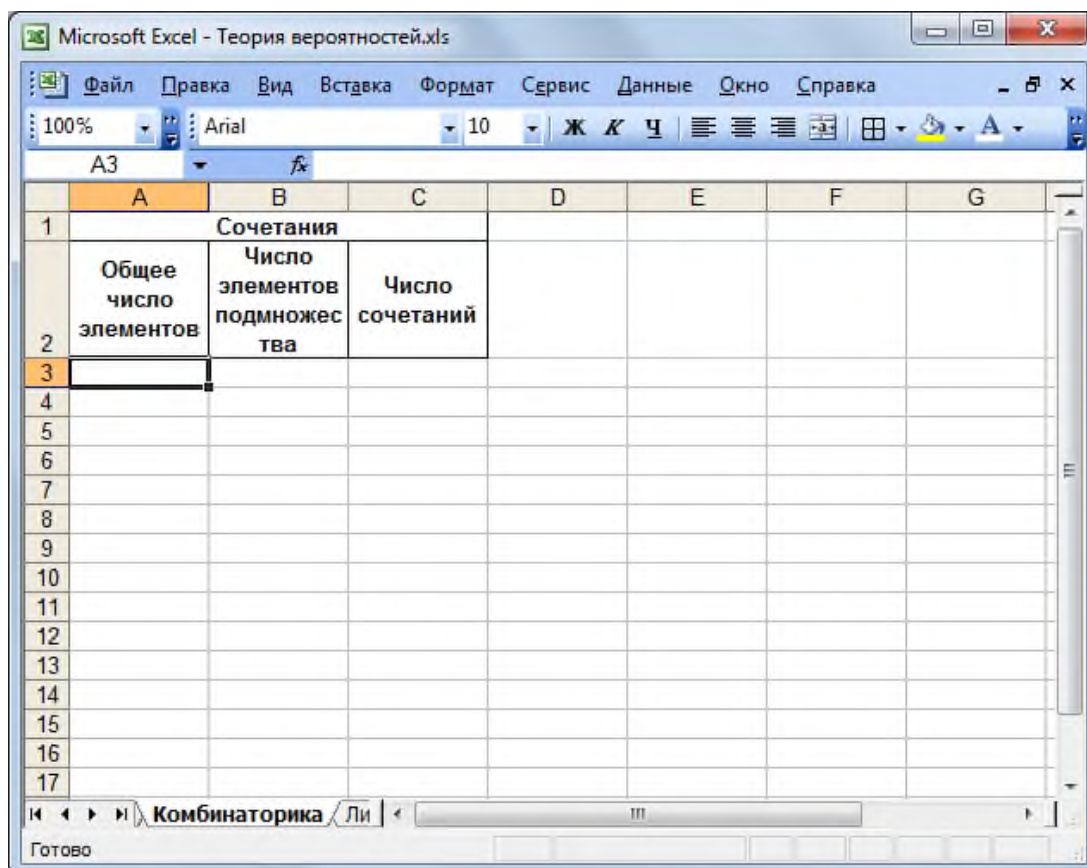 Microsoft Excel - Теория вероятностей.xls
Файл Правка Вид Вставка Формат Сервис Данные Окно Справка
100% Arial 10 Ж К Ч A
A3 fx
A B C D E F G
1 Сочетания
2 Общее число элементов
Число элементов подмножес тва
Число сочетаний
3
4
5
6
7
8
9
10
11
12
13
14
15
16
17
Комбинаторика Ли
Готово